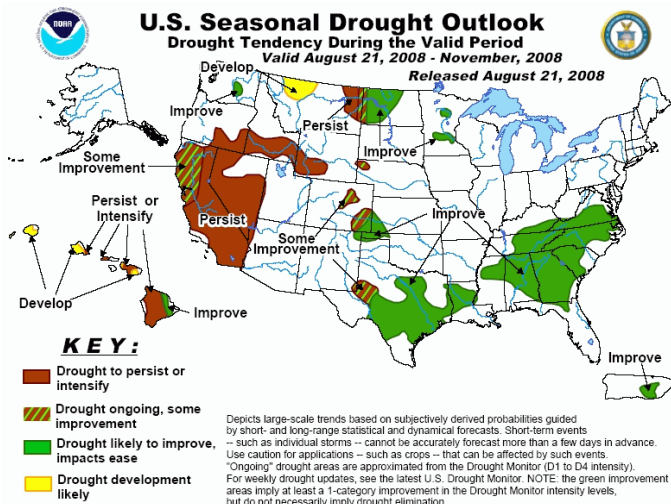 U.S. Seasonal Drought Outlook
Drought Tendency During the Valid Period
Valid August 21, 2008 - November, 2008
Released August 21, 2008
NOAA
Develop
Improve
Persist
Improve
Some
Improvement
Persist or
Intensify
Persist
Improve
Some
Improvement
Develop
Improve
Improve
KEY:
Drought to persist or
intensify
Drought ongoing, some
improvement
Drought likely to improve,
impacts ease
Drought development
likely
Depicts large-scale trends based on subjectively derived probabilities guided
by short- and long-range statistical and dynamical forecasts. Short-term events
-- such as individual storms -- cannot be accurately forecast more than a few days in advance.
Use caution for applications -- such as crops -- that can be affected by such events.
"Ongoing" drought areas are approximated from the Drought Monitor (D1 to D4 intensity).
For weekly drought updates, see the latest U.S. Drought Monitor. NOTE: the green improvement
areas imply at least a 1-category improvement in the Drought Monitor intensity levels,
but do not necessarily imply drought elimination.